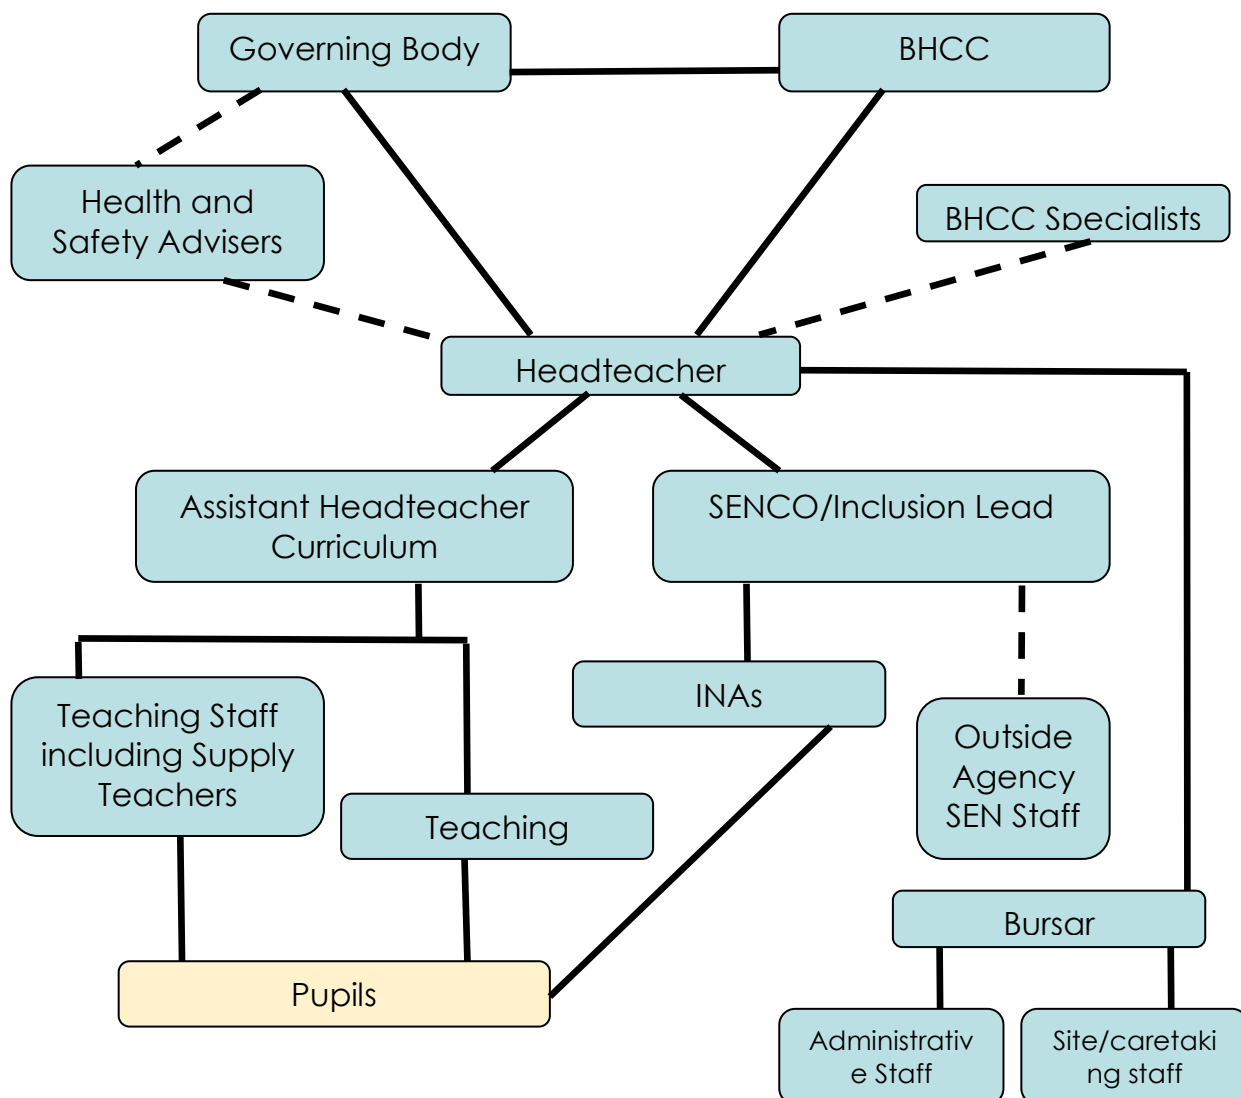 Governing Body
BHCC
Health and
Safety Advisers
BHCC Specialists
Headteacher
Assistant Headteacher
Curriculum
SENCO/Inclusion Lead
INAs
Teaching Staff
including Supply
Teachers
Outside
Agency
SEN Staff
Teaching
Bursar
Pupils
Administrativ
e Staff
Site/caretaki
ng staff